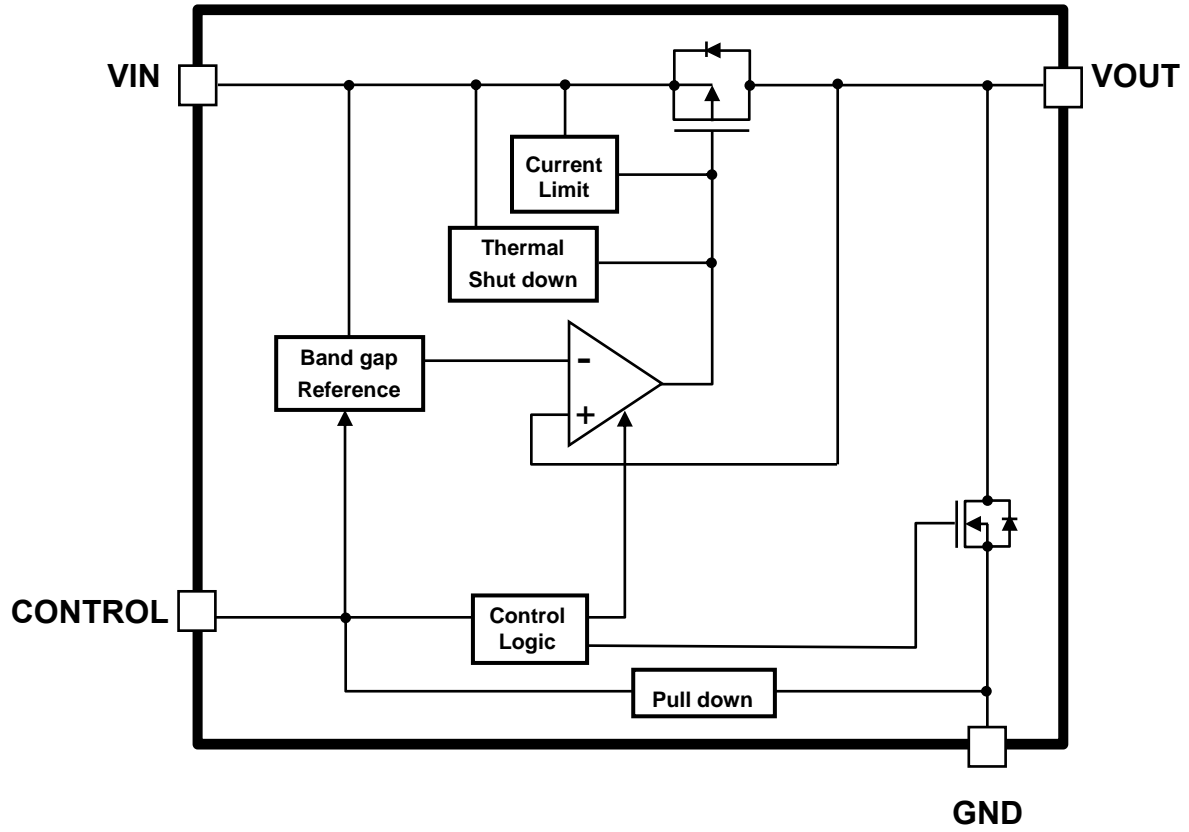 VIN
VOUT
Current
Limit
Thermal
Shut down
Band gap
Reference
-
+
CONTROL
Control
Logic
Pull down
GND